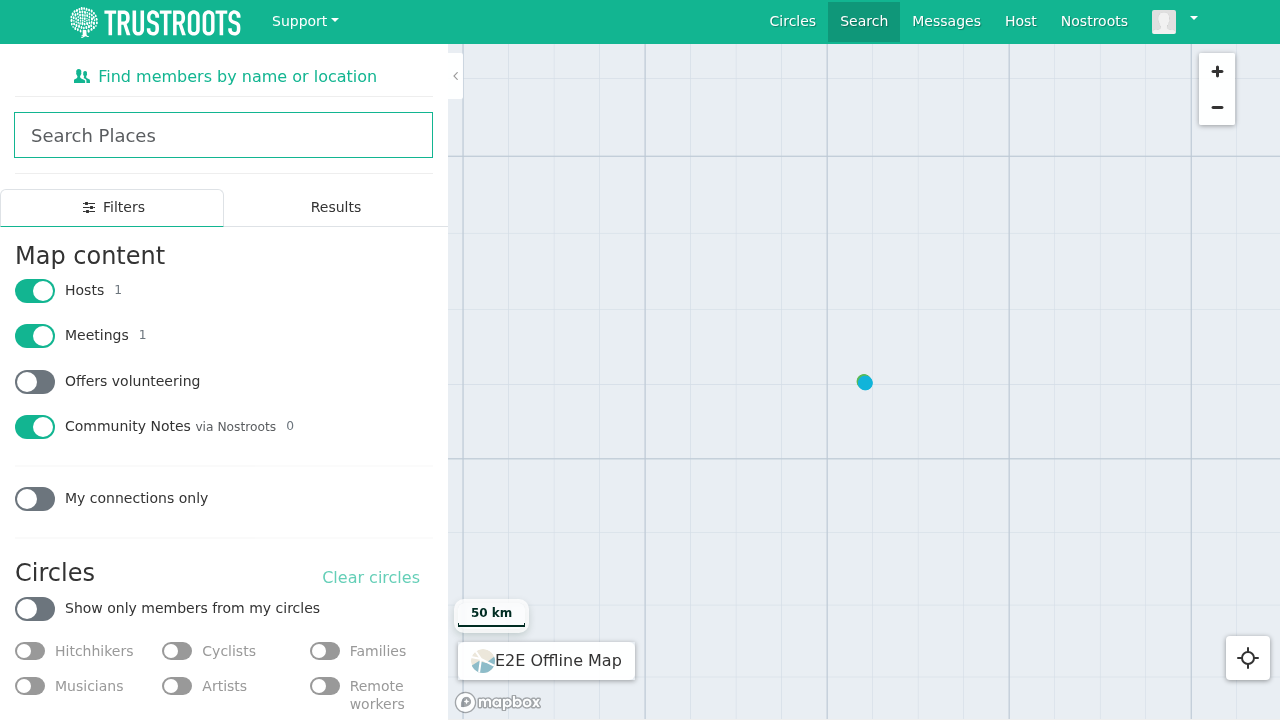 TRUSTROOTS
Support
Circles
Search
Messages
Host
Nostroots
Find members by name or location
Search Places
Filters
Results
Map content
Hosts 1
Meetings 1
Offers volunteering
Community Notes via Nostroots 0
My connections only
Circles
Clear circles
Show only members from my circles
Hitchhikers
Cyclists
Families
Musicians
Artists
Remote
workers
+
−
50 km
E2E Offline Map
mapbox